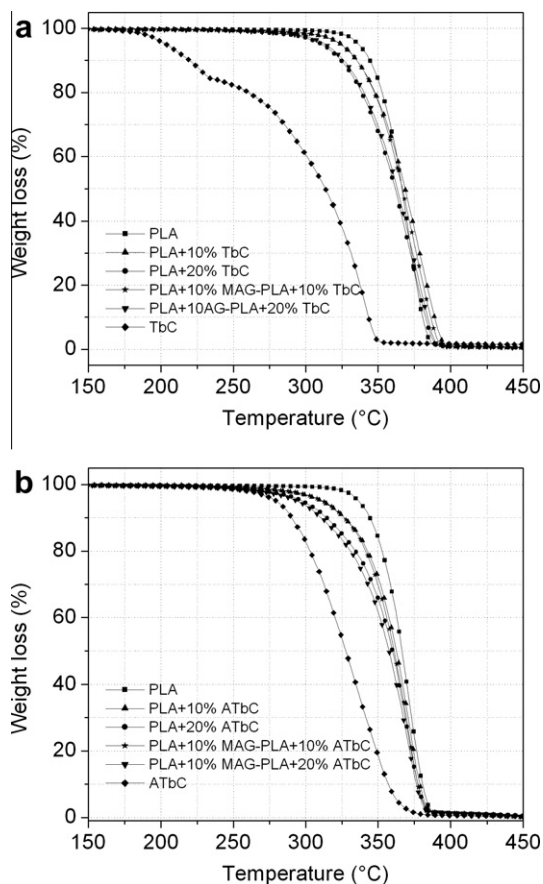 a
100
80
60
40
20
0
Weight loss (%)
PLA
PLA+10% TbC
PLA+20% TbC
PLA+10% MAG-PLA+10% TbC
PLA+10AG-PLA+20% TbC
TbC
150 200 250 300 350 400 450
Temperature (°C)
b
100
80
60
40
20
0
Weight loss (%)
PLA
PLA+10% ATbC
PLA+20% ATbC
PLA+10% MAG-PLA+10% ATbC
PLA+10% MAG-PLA+20% ATbC
ATbC
150 200 250 300 350 400 450
Temperature (°C)